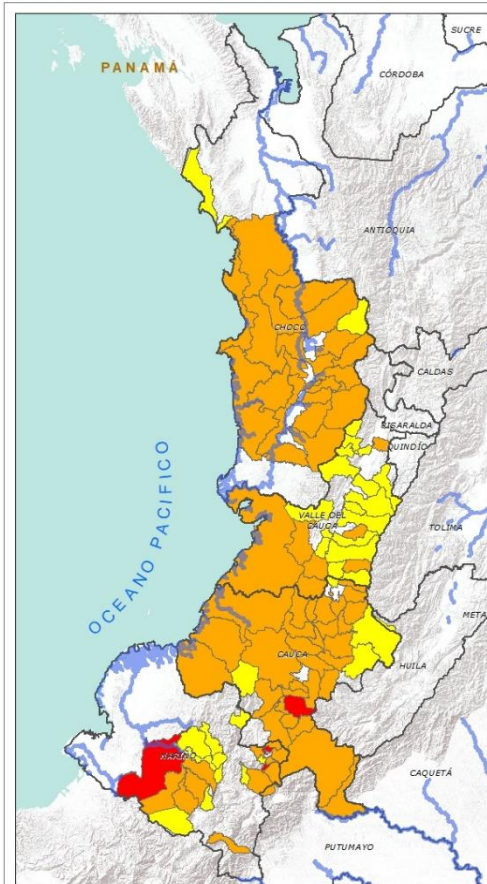 SUCRE
PANAMÁ
CÓRDOBA
ANTIOQUIA
CHOCÓ
CALDAS
RISARALDA
QUINDÍO
VALLE DEL
CAUCA
TOLIMA
OCEANO PACIFICO
META
CAUCA
HUILA
NARIÑO
CAQUETÁ
PUTUMAYO